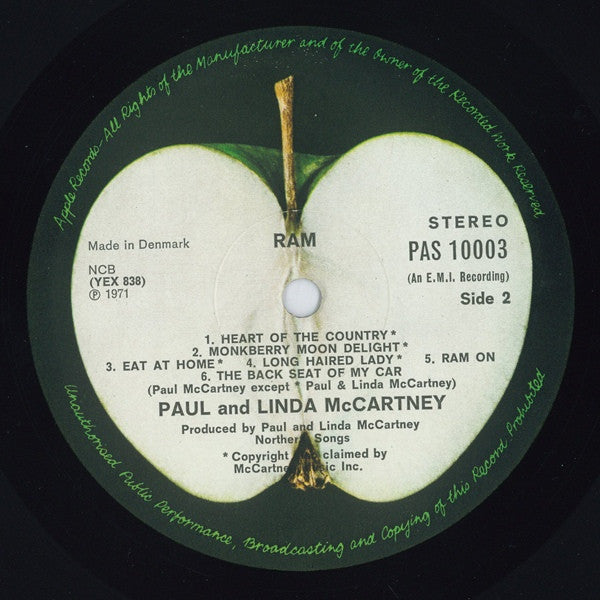 Apple Records-All Rights of the Manufacturer and of the Owner of the Recorded Work Reserved
RAM
STEREO
PAS 10003
(An E.M.I. Recording)
Side 2
Made in Denmark
NCB
(YEX 838)
℗ 1971
1. HEART OF THE COUNTRY*
2. MONKBERRY MOON DELIGHT*
3. EAT AT HOME* 4. LONG HAIRED LADY* 5. RAM ON
6. THE BACK SEAT OF MY CAR
(Paul McCartney except * Paul & Linda McCartney)
PAUL and LINDA McCARTNEY
Produced by Paul and Linda McCartney
Northern Songs
* Copyright claimed by
McCartney Music Inc.
Unauthorised Public Performance, Broadcasting and Copying of this Record Prohibited